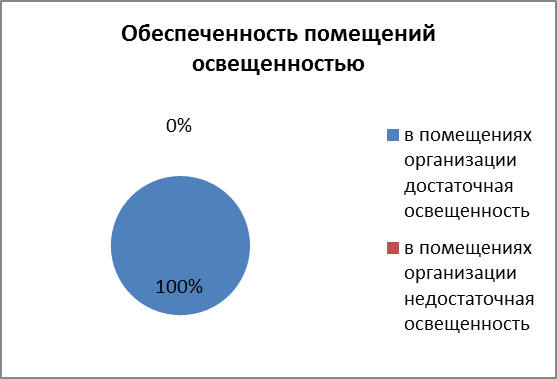 Обеспеченность помещений
освещенностью
0%
100%
в помещениях
организации
достаточная
освещенность
в помещениях
организации
недостаточная
освещенность